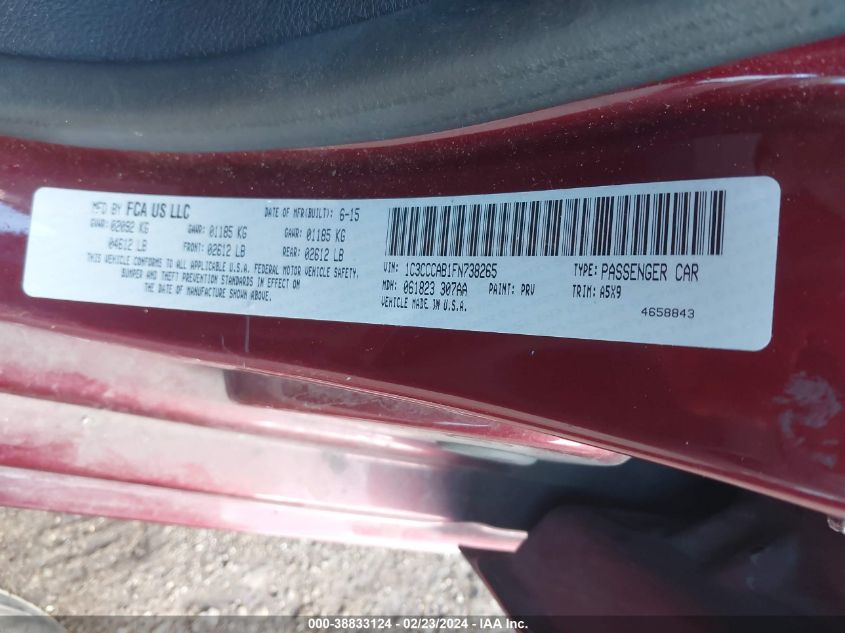 MFD BY FCA US LLC DATE OF MFR(BUILT): 6-15
GVWR: 02092 KG GAWR: 01185 KG GAWR: 01185 KG
04612 LB FRONT: 02612 LB REAR: 02612 LB
THIS VEHICLE CONFORMS TO ALL APPLICABLE U.S.A. FEDERAL MOTOR VEHICLE SAFETY,
BUMPER AND THEFT PREVENTION STANDARDS IN EFFECT ON
THE DATE OF MANUFACTURE SHOWN ABOVE.
VIN: 1C3CCCAB1FN738265 TYPE: PASSENGER CAR
MDH: 061823 307AA PAINT: PRV TRIM: A5X9
VEHICLE MADE IN U.S.A.
4658843
000-38833124 - 02/23/2024 - IAA INC.